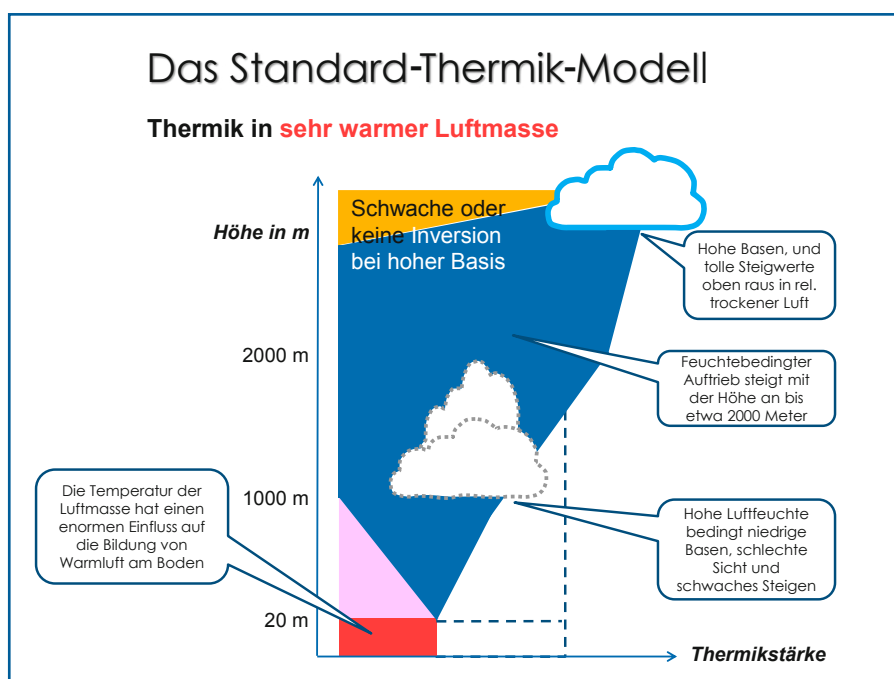 Das Standard-Thermik-Modell
Thermik in sehr warmer Luftmasse
Höhe in m
Schwache oder
keine Inversion
bei hoher Basis
Hohe Basen, und
tolle Steigwerte
oben raus in rel.
trockener Luft
2000 m
Feuchtebedingter
Auftrieb steigt mit
der Höhe an bis
etwa 2000 Meter
Die Temperatur der
Luftmasse hat einen
enormen Einfluss auf
die Bildung von
Warmluft am Boden
1000 m
Hohe Luftfeuchte
bedingt niedrige
Basen, schlechte
Sicht und
schwaches Steigen
20 m
Thermikstärke